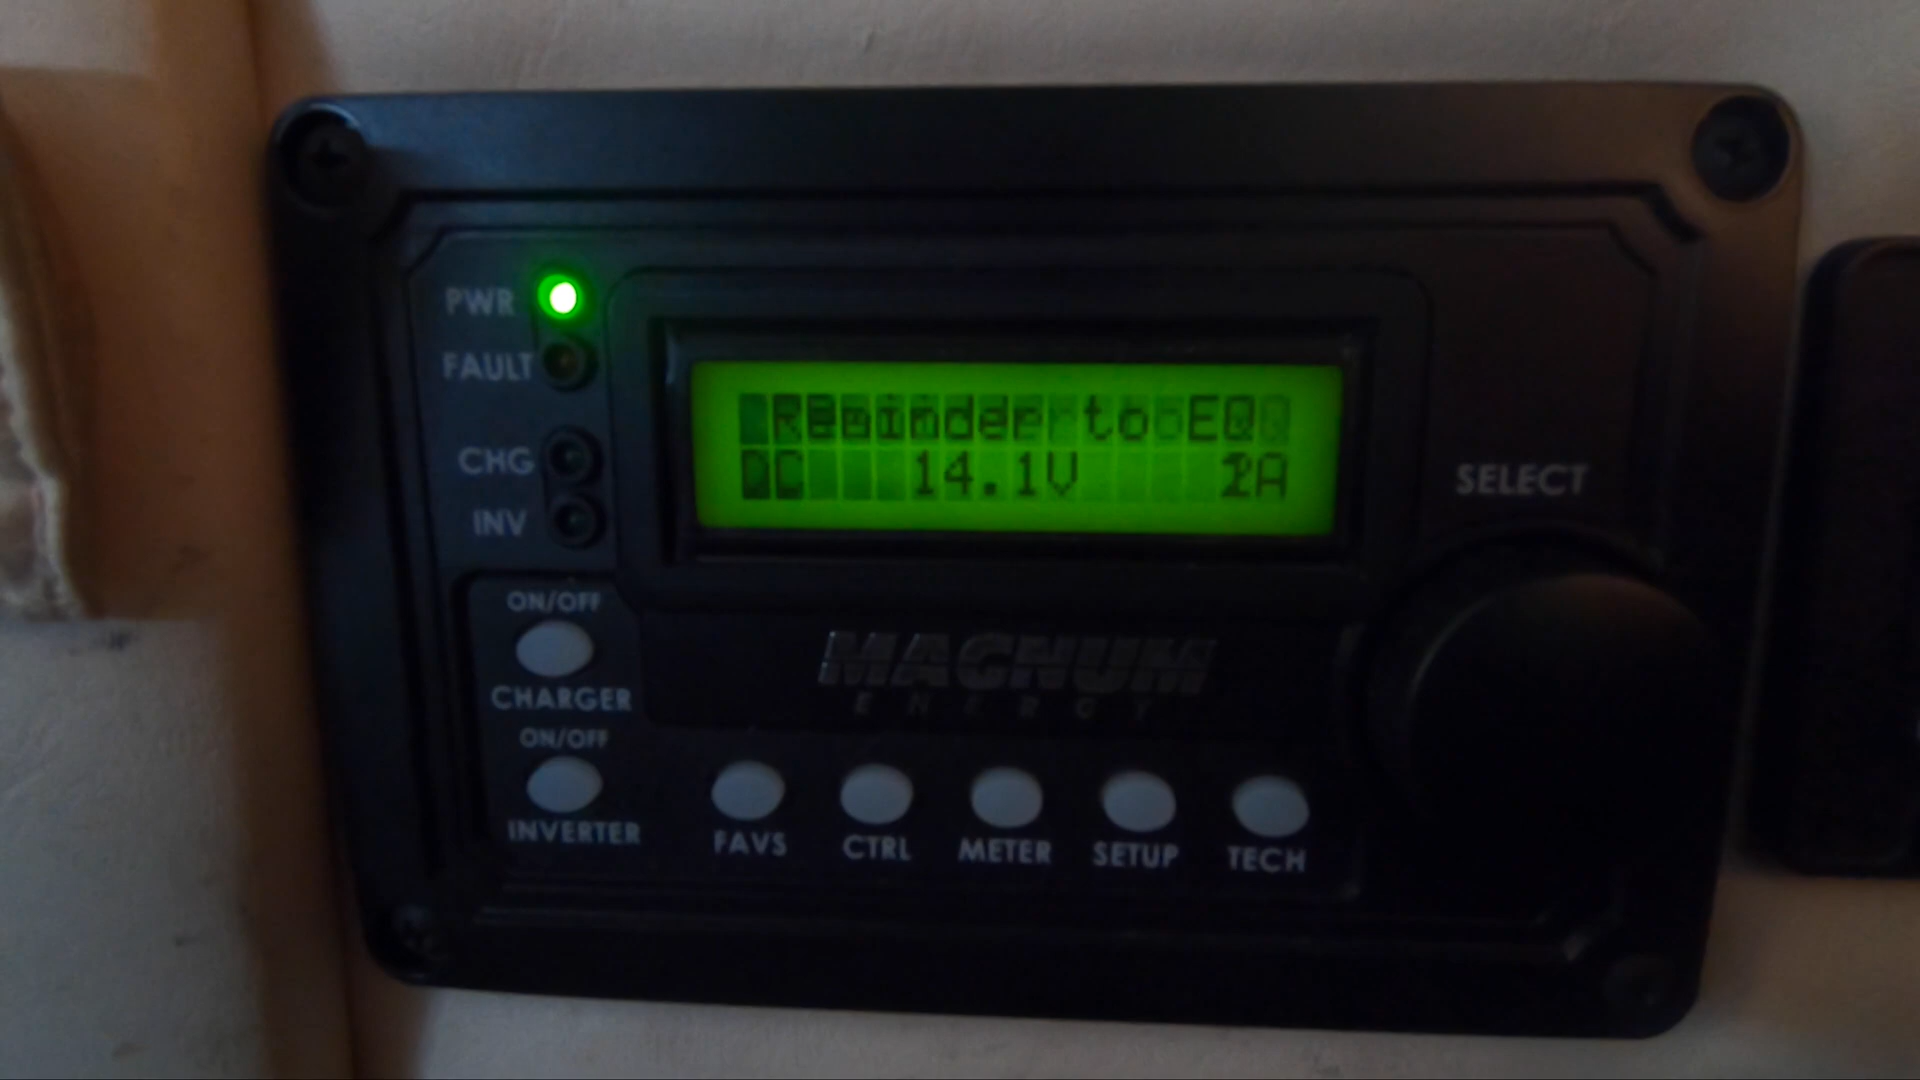 PWR
FAULT
CHG
INV
Reminder to EQ
DC 14.1V A
SELECT
ON/OFF
CHARGER
ON/OFF
INVERTER
MAGNUM
ENERGY
FAVS
CTRL
METER
SETUP
TECH